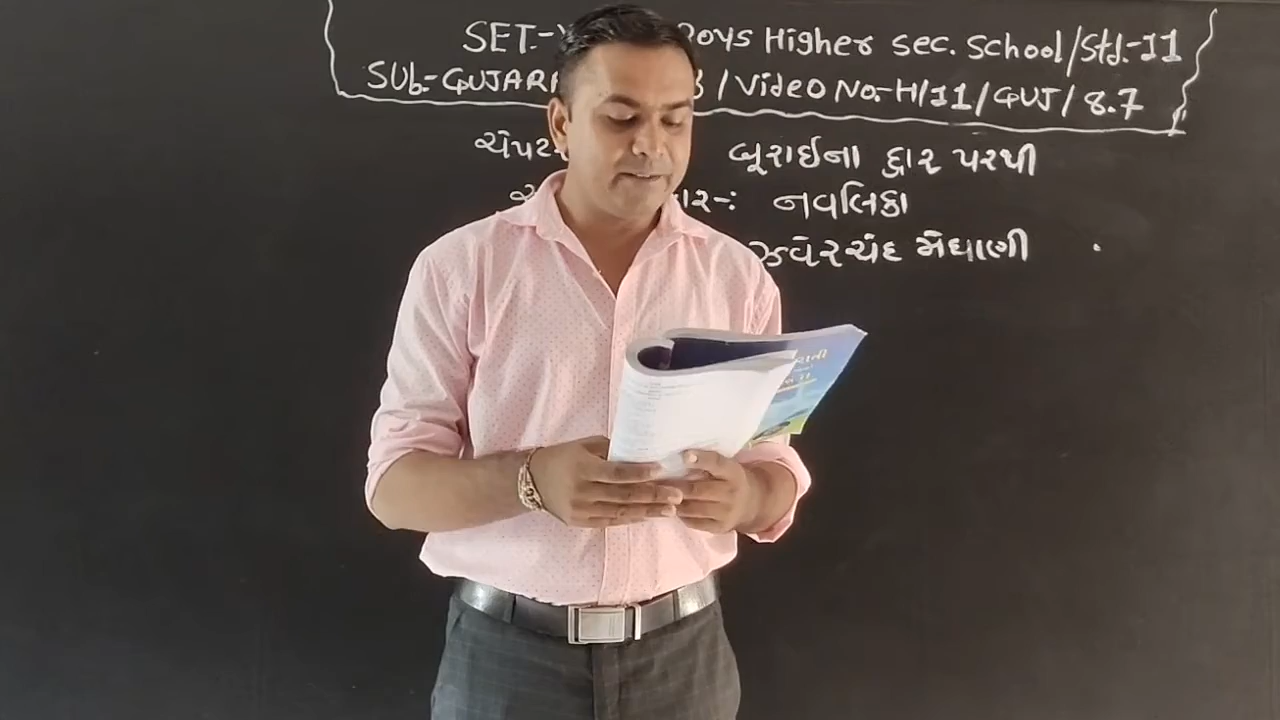 SET:- Boys Higher sec. School/Std.-11
SUb.-GUJARA / Video No.-H/11/GUJ/8.7
ચેપ્ટર બૂરાઈના દ્વાર પરથી
નવલિકા
ઝવેરચંદ મેઘાણી